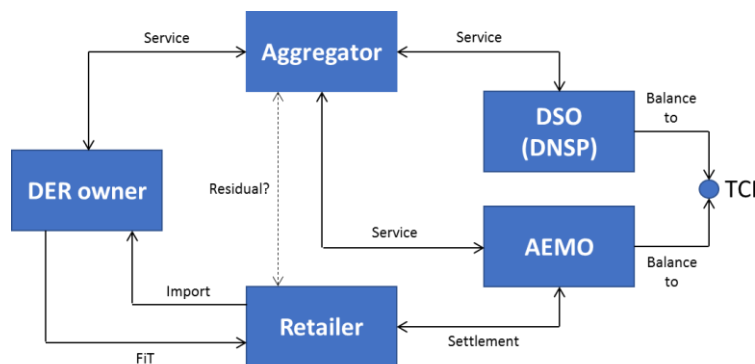 Service
Service
Aggregator
DSO
(DNSP)
Balance
to
DER owner
Residual?
Service
AEMO
Balance
to
Import
Retailer
Settlement
FiT